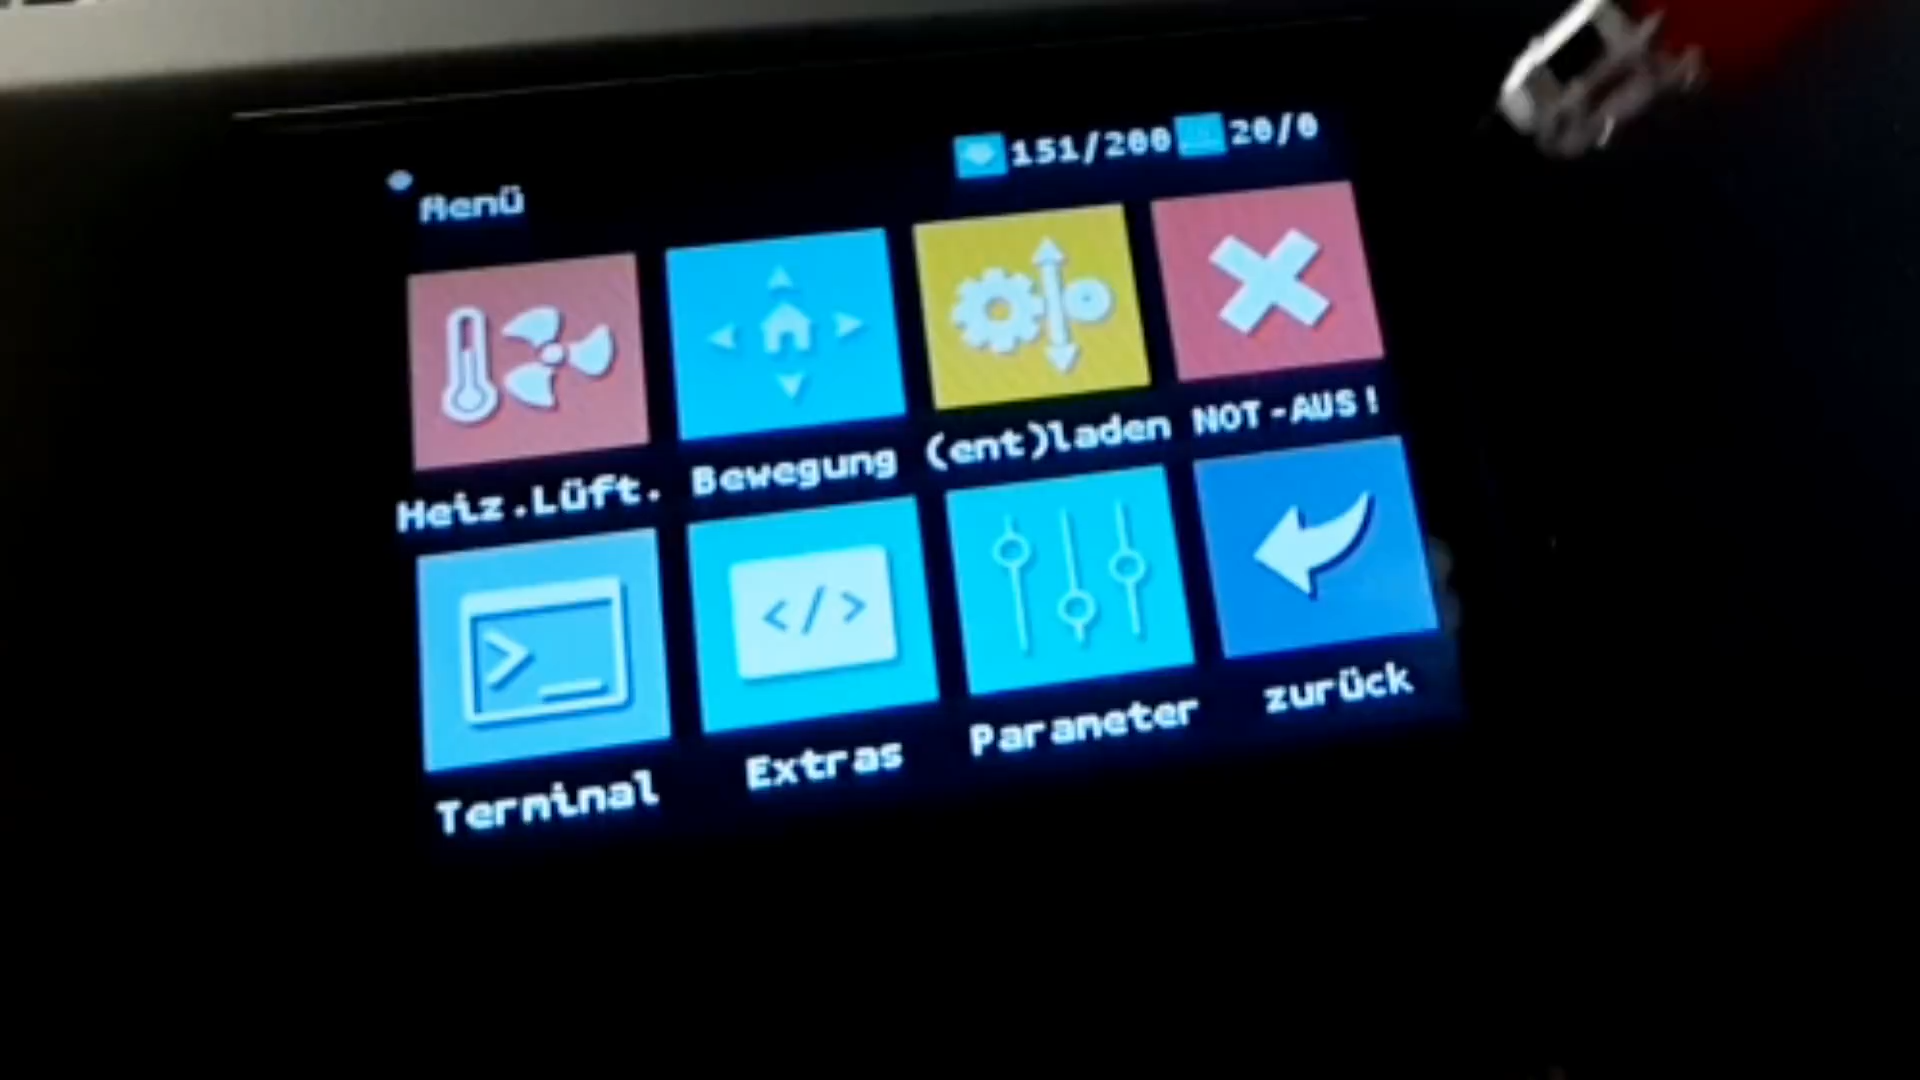 151/200 20/0
Menü
Heiz.Lüft. Bewegung (ent)laden NOT-AUS!
>_ </>
Terminal Extras Parameter zurück